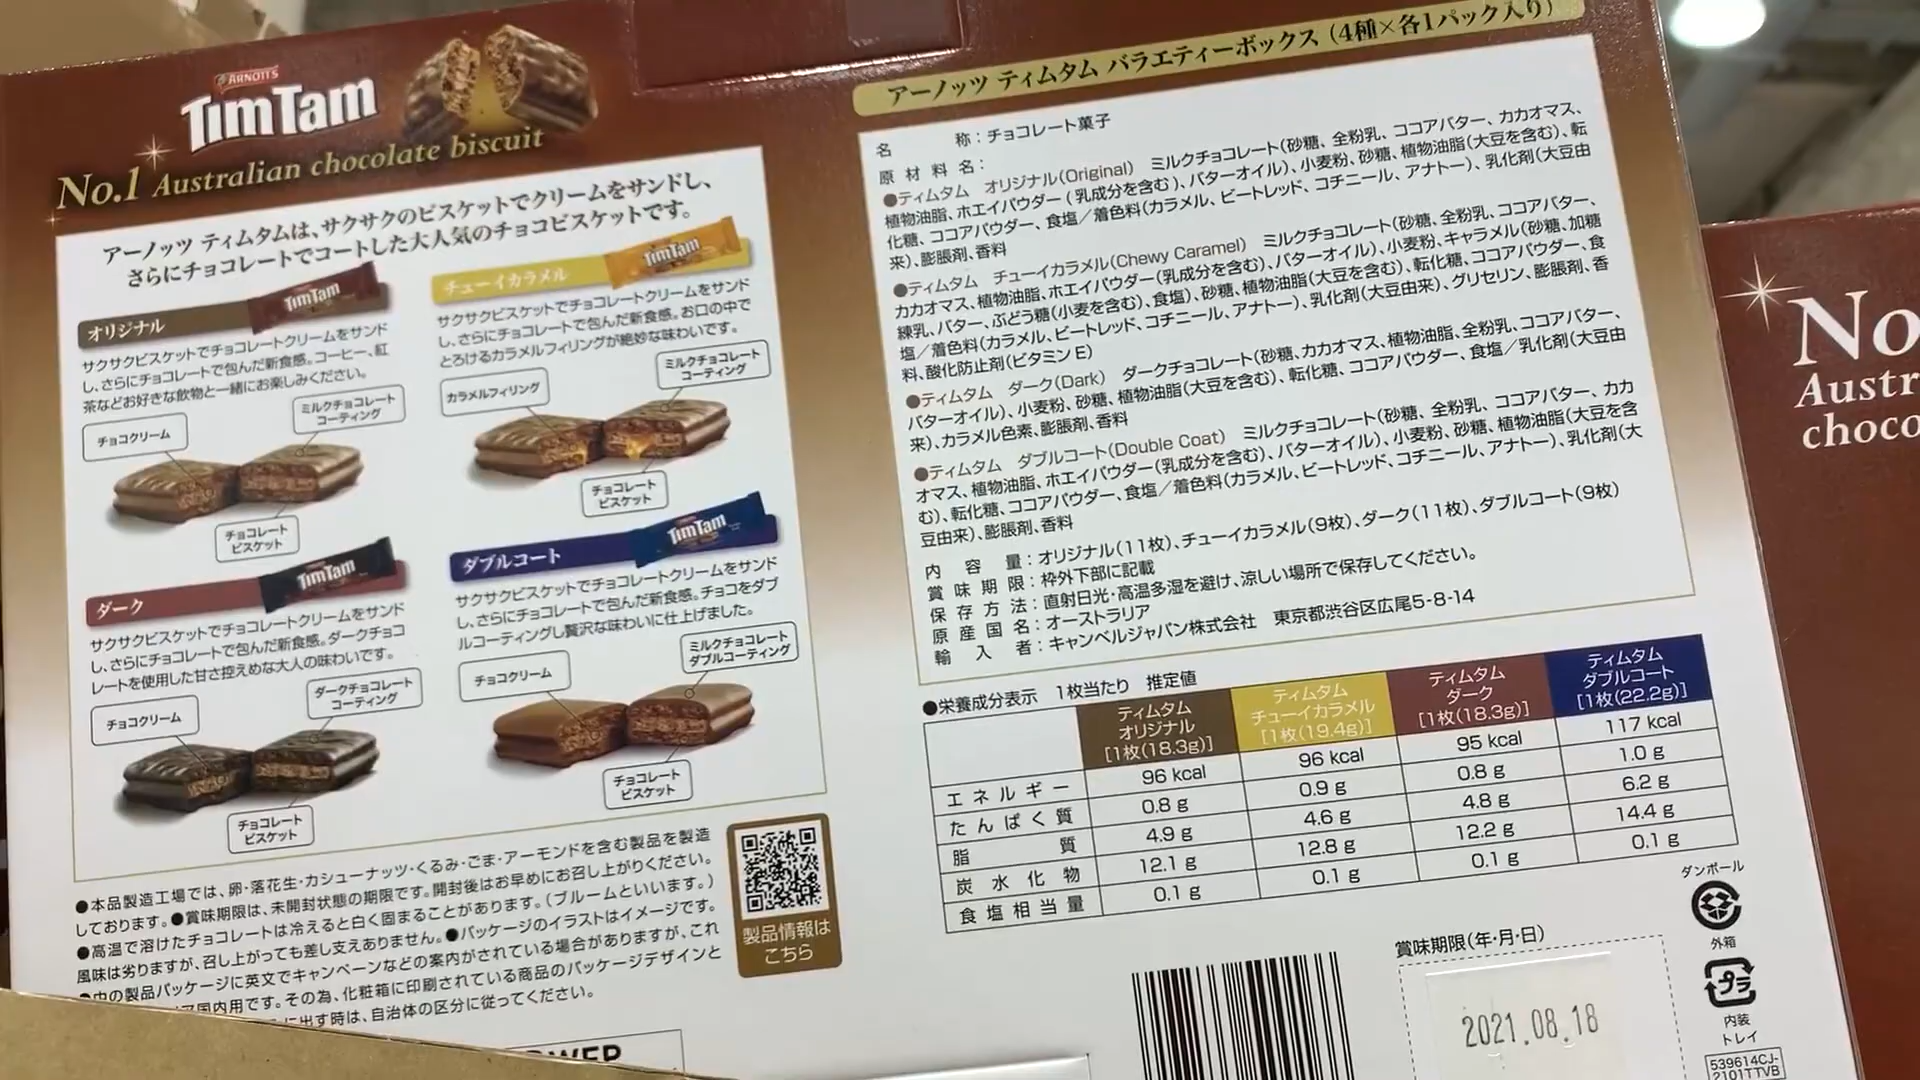 ARNOTT'S
TimTam
No.1 Australian chocolate biscuit
アーノッツ ティムタムは、サクサクのビスケットでクリームをサンドし、
さらにチョコレートでコートした大人気のチョコビスケットです。
オリジナル
TimTam
サクサクビスケットでチョコレートクリームをサンド
し、さらにチョコレートで包んだ新食感。コーヒー、紅
茶などお好きな飲物と一緒にお楽しみください。
チョコクリーム
ミルクチョコレート
コーティング
チョコレート
ビスケット
チューイカラメル
TimTam
サクサクビスケットでチョコレートクリームをサンド
し、さらにチョコレートで包んだ新食感。お口の中で
とろけるカラメルフィリングが絶妙な味わいです。
カラメルフィリング
ミルクチョコレート
コーティング
チョコレート
ビスケット
ダーク
TimTam
サクサクビスケットでチョコレートクリームをサンド
し、さらにチョコレートで包んだ新食感。ダークチョコ
レートを使用した甘さ控えめな大人の味わいです。
チョコクリーム
ダークチョコレート
コーティング
チョコレート
ビスケット
ダブルコート
TimTam
サクサクビスケットでチョコレートクリームをサンド
し、さらにチョコレートで包んだ新食感。チョコをダブ
ルコーティングし贅沢な味わいに仕上げました。
チョコクリーム
ミルクチョコレート
ダブルコーティング
チョコレート
ビスケット
●本品製造工場では、卵・落花生・カシューナッツ・くるみ・ごま・アーモンドを含む製品を製造
しております。●賞味期限は、未開封状態の期限です。開封後はお早めにお召し上がりください。
●高温で溶けたチョコレートは冷えると白く固まることがあります。(ブルームといいます。)
風味は劣りますが、召し上がっても差し支えありません。●パッケージのイラストはイメージです。
●中の製品パッケージに英文でキャンペーンなどの案内がされている場合がありますが、これ
ア国内用です。その為、化粧箱に印刷されている商品のパッケージデザインと
に出す時は、自治体の区分に従ってください。
製品情報は
こちら
アーノッツ ティムタム バラエティーボックス (4種×各1パック入り)
名 称：チョコレート菓子
原材料名：
●ティムタム オリジナル(Original) ミルクチョコレート(砂糖、全粉乳、ココアバター、カカオマス、
植物油脂、ホエイパウダー(乳成分を含む)、バターオイル)、小麦粉、砂糖、植物油脂(大豆を含む)、転
化糖、ココアパウダー、食塩／着色料(カラメル、ビートレッド、コチニール、アナトー)、乳化剤(大豆由
来)、膨脹剤、香料
●ティムタム チューイカラメル(Chewy Caramel) ミルクチョコレート(砂糖、全粉乳、ココアバター、
カカオマス、植物油脂、ホエイパウダー(乳成分を含む)、バターオイル)、小麦粉、キャラメル(砂糖、加糖
練乳、バター、ぶどう糖(小麦を含む)、食塩)、砂糖、植物油脂(大豆を含む)、転化糖、ココアパウダー、食
塩／着色料(カラメル、ビートレッド、コチニール、アナトー)、乳化剤(大豆由来)、グリセリン、膨脹剤、香
料、酸化防止剤(ビタミンE)
●ティムタム ダーク(Dark) ダークチョコレート(砂糖、カカオマス、植物油脂、全粉乳、ココアバター、
バターオイル)、小麦粉、砂糖、植物油脂(大豆を含む)、転化糖、ココアパウダー、食塩／乳化剤(大豆由
来)、カラメル色素、膨脹剤、香料
●ティムタム ダブルコート(Double Coat) ミルクチョコレート(砂糖、全粉乳、ココアバター、カカ
オマス、植物油脂、ホエイパウダー(乳成分を含む)、バターオイル)、小麦粉、砂糖、植物油脂(大豆を含
む)、転化糖、ココアパウダー、食塩／着色料(カラメル、ビートレッド、コチニール、アナトー)、乳化剤(大
豆由来)、膨脹剤、香料
内容量：オリジナル(11枚)、チューイカラメル(9枚)、ダーク(11枚)、ダブルコート(9枚)
賞味期限：枠外下部に記載
保存方法：直射日光・高温多湿を避け、涼しい場所で保存してください。
原産国名：オーストラリア
輸入者：キャンベルジャパン株式会社 東京都渋谷区広尾5-8-14
●栄養成分表示 1枚当たり 推定値
ティムタム オリジナル [1枚(18.3g)] ティムタム チューイカラメル [1枚(19.4g)] ティムタム ダーク [1枚(18.3g)] ティムタム ダブルコート [1枚(22.2g)]
エネルギー 96 kcal 96 kcal 95 kcal 117 kcal
たんぱく質 0.8 g 0.9 g 0.8 g 1.0 g
脂質 4.9 g 4.6 g 4.8 g 6.2 g
炭水化物 12.1 g 12.8 g 12.2 g 14.4 g
食塩相当量 0.1 g 0.1 g 0.1 g 0.1 g
賞味期限(年・月・日)
2021.08.18
ダンボール
外箱
プラ
内装
トレイ
539614CJ-
2101TTVB
No
Austr
choco